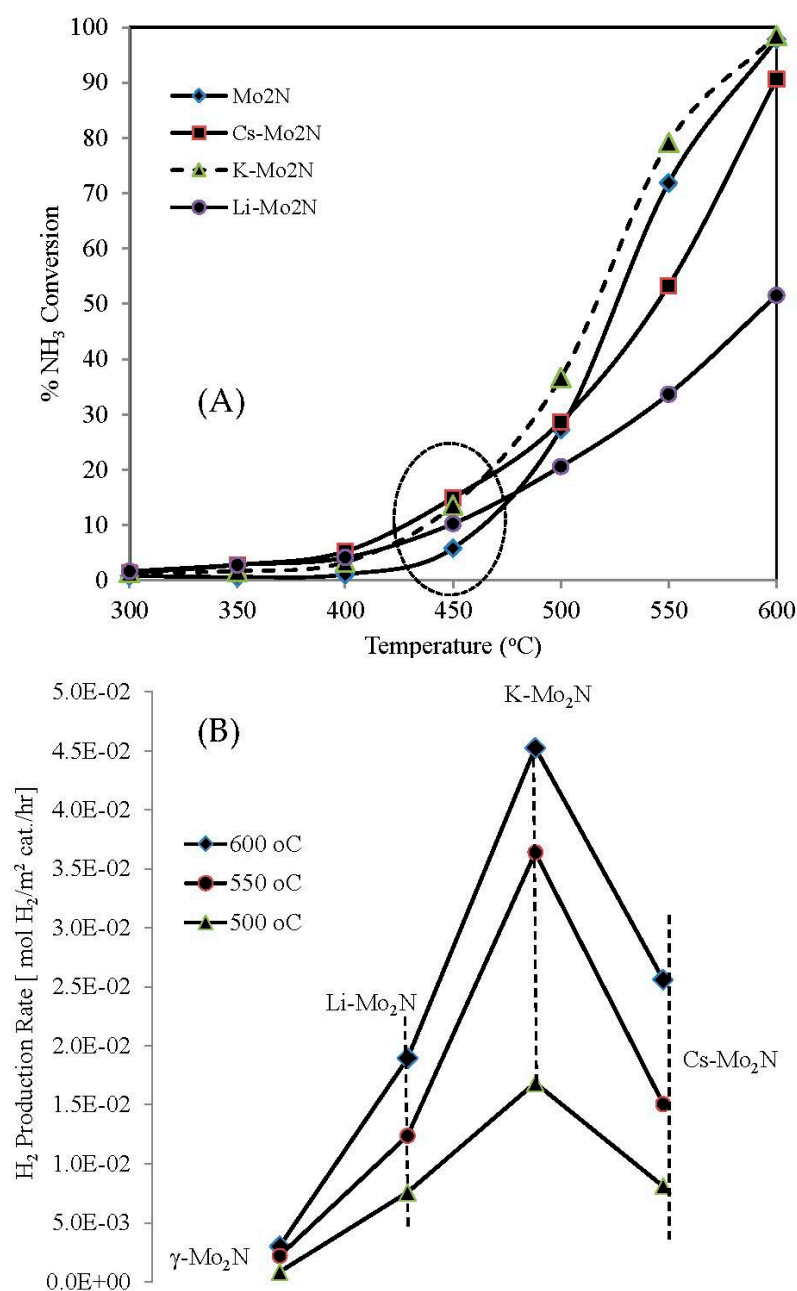 100
90
80
70
60
50
40
30
20
10
0
% NH₃ Conversion
Mo2N
Cs-Mo2N
K-Mo2N
Li-Mo2N
(A)
300 350 400 450 500 550 600
Temperature (°C)
5.0E-02
4.5E-02
4.0E-02
3.5E-02
3.0E-02
2.5E-02
2.0E-02
1.5E-02
1.0E-02
5.0E-03
0.0E+00
H₂ Production Rate [ mol H₂/m² cat./hr]
(B)
K-Mo₂N
600 oC
550 oC
500 oC
Li-Mo₂N
Cs-Mo₂N
γ-Mo₂N